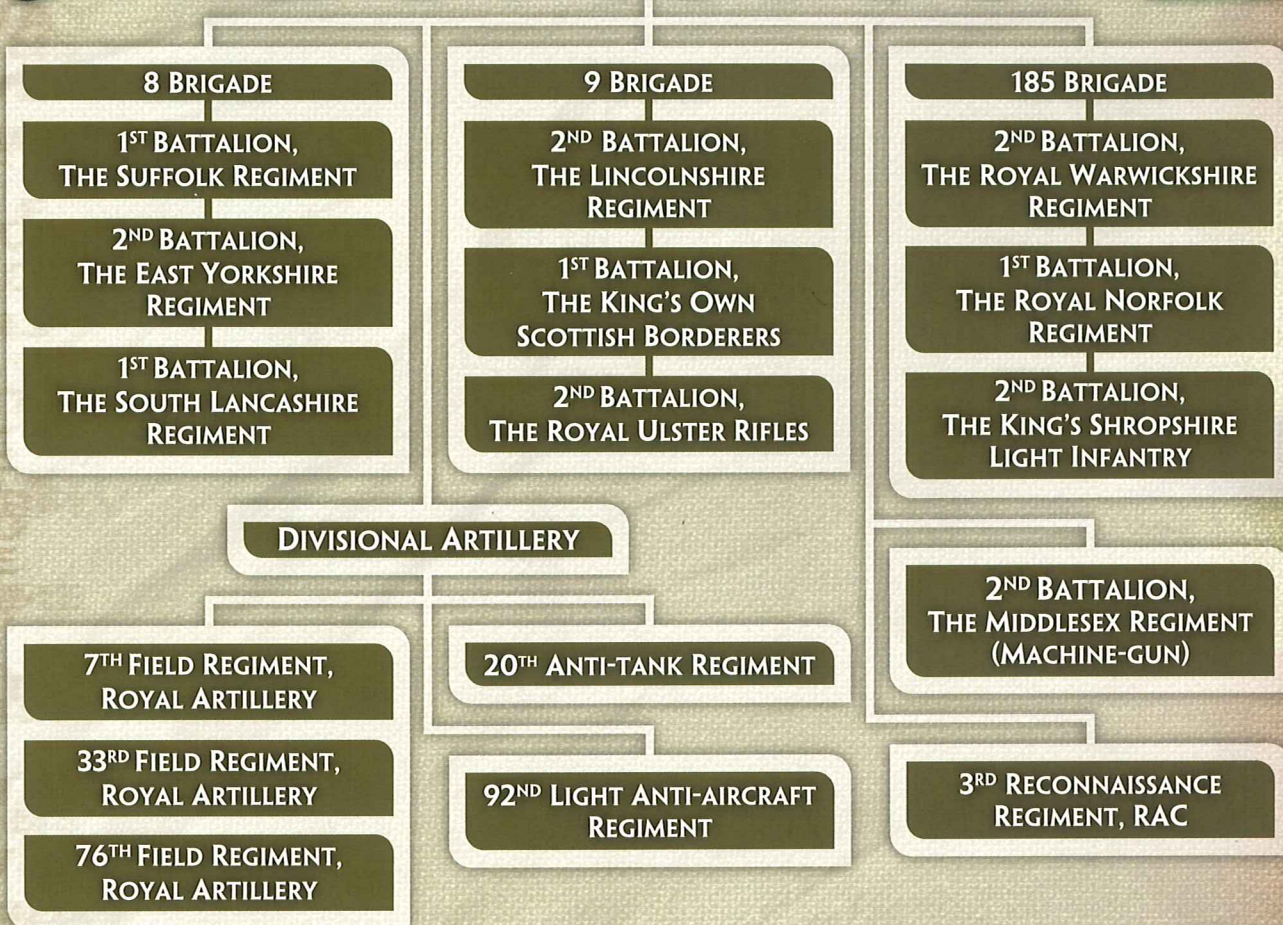 8 BRIGADE
1ST BATTALION,
THE SUFFOLK REGIMENT
2ND BATTALION,
THE EAST YORKSHIRE
REGIMENT
1ST BATTALION,
THE SOUTH LANCASHIRE
REGIMENT
9 BRIGADE
2ND BATTALION,
THE LINCOLNSHIRE
REGIMENT
1ST BATTALION,
THE KING'S OWN
SCOTTISH BORDERERS
2ND BATTALION,
THE ROYAL ULSTER RIFLES
185 BRIGADE
2ND BATTALION,
THE ROYAL WARWICKSHIRE
REGIMENT
1ST BATTALION,
THE ROYAL NORFOLK
REGIMENT
2ND BATTALION,
THE KING'S SHROPSHIRE
LIGHT INFANTRY
DIVISIONAL ARTILLERY
7TH FIELD REGIMENT,
ROYAL ARTILLERY
33RD FIELD REGIMENT,
ROYAL ARTILLERY
76TH FIELD REGIMENT,
ROYAL ARTILLERY
20TH ANTI-TANK REGIMENT
92ND LIGHT ANTI-AIRCRAFT
REGIMENT
2ND BATTALION,
THE MIDDLESEX REGIMENT
(MACHINE-GUN)
3RD RECONNAISSANCE
REGIMENT, RAC